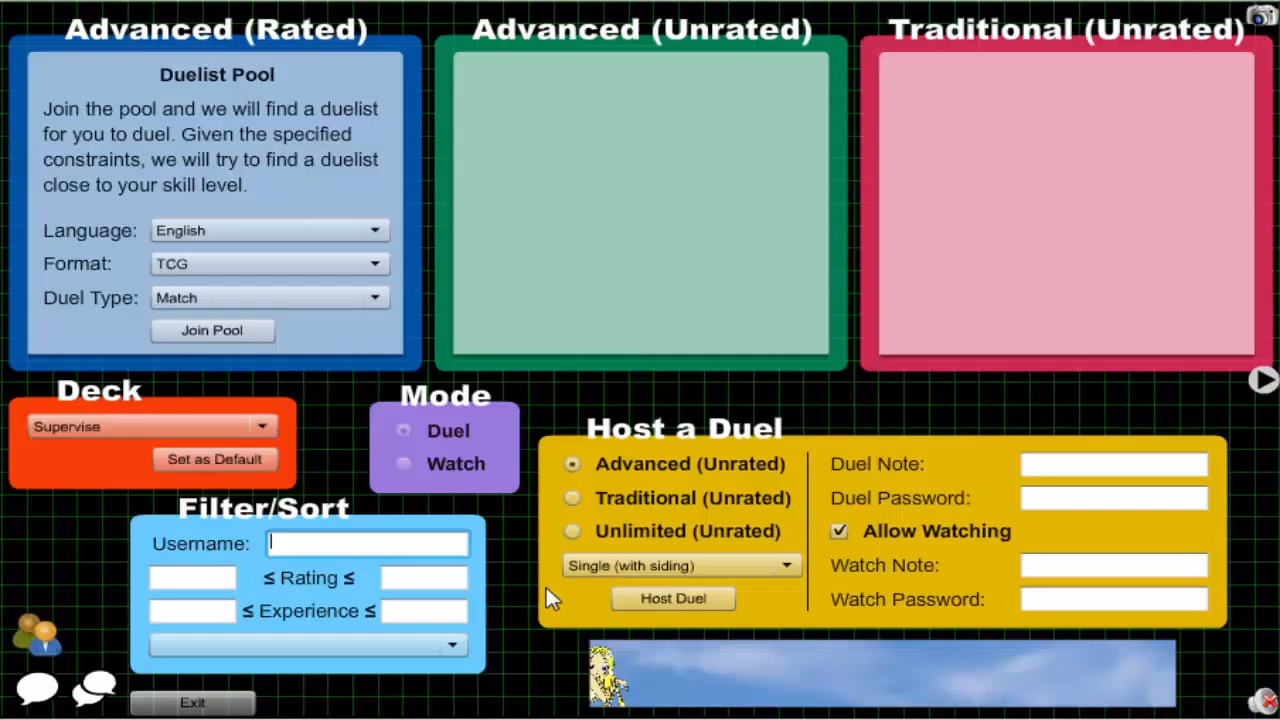 Advanced (Rated)
Duelist Pool
Join the pool and we will find a duelist
for you to duel. Given the specified
constraints, we will try to find a duelist
close to your skill level.
Language: English
Format: TCG
Duel Type: Match
Join Pool
Advanced (Unrated)
Traditional (Unrated)
Deck
Supervise
Set as Default
Mode
Duel
Watch
Filter/Sort
Username:
≤ Rating ≤
≤ Experience ≤
Exit
Host a Duel
Advanced (Unrated)
Traditional (Unrated)
Unlimited (Unrated)
Single (with siding)
Host Duel
Duel Note:
Duel Password:
Allow Watching
Watch Note:
Watch Password: